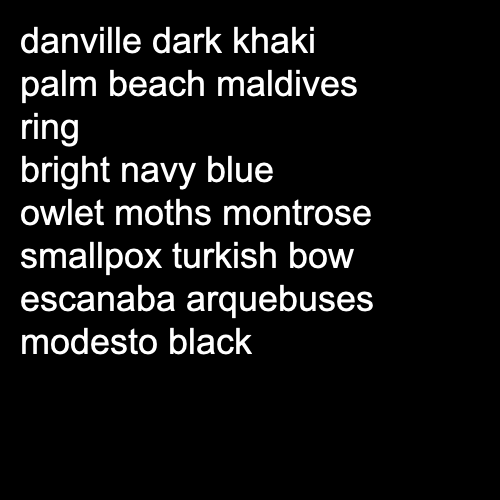 danville dark khaki
palm beach maldives
ring
bright navy blue
owlet moths montrose
smallpox turkish bow
escanaba arquebuses
modesto black